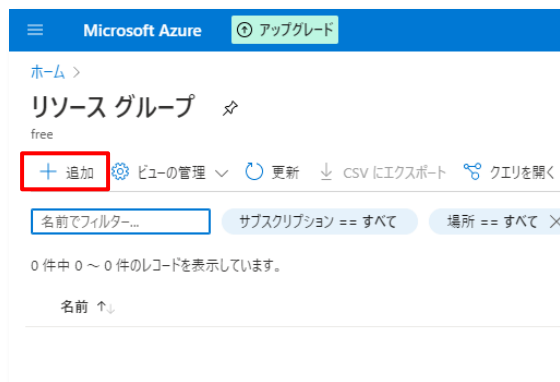 Microsoft Azure アップグレード
ホーム >
リソース グループ
free
+ 追加 ビューの管理 更新 CSV にエクスポート クエリを開く
名前でフィルター... サブスクリプション == すべて 場所 == すべて ×
0 件中 0 ～ 0 件のレコードを表示しています。
名前 ↑↓